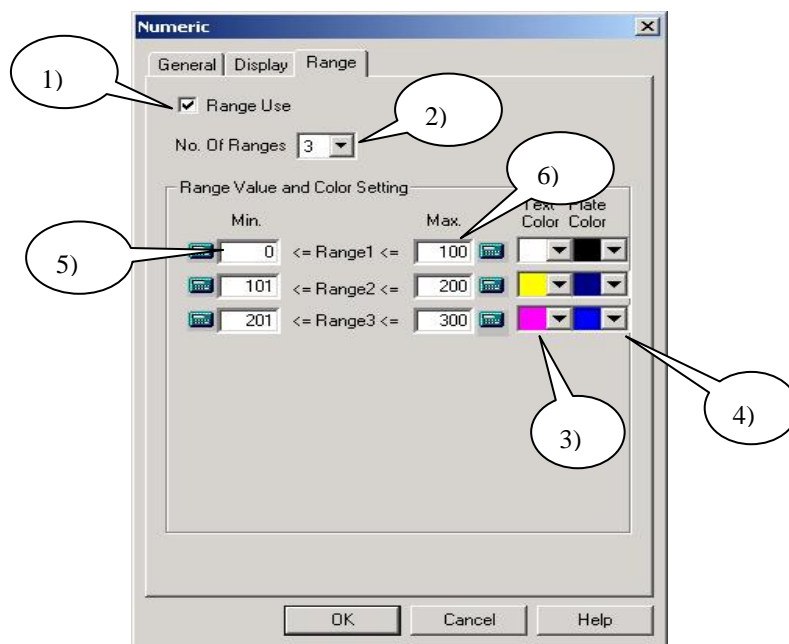 Numeric
General Display Range
1)
Range Use
2)
No. Of Ranges 3
6)
Range Value and Color Setting
Min. Max. Text Color Plate Color
5)
0 <= Range1 <= 100
101 <= Range2 <= 200
201 <= Range3 <= 300
3)
4)
OK Cancel Help